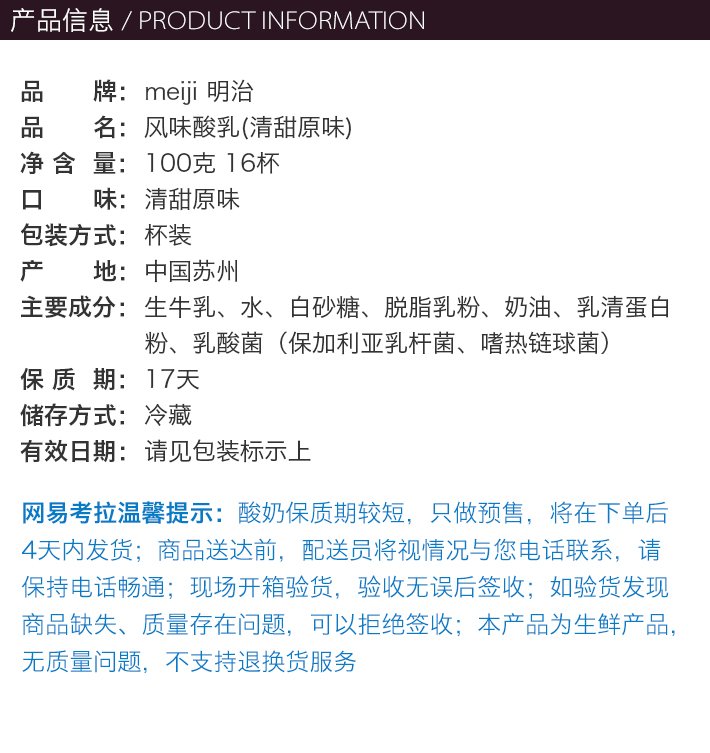 产品信息 / PRODUCT INFORMATION
品牌：meiji 明治
品名：风味酸乳(清甜原味)
净含量：100克 16杯
口味：清甜原味
包装方式：杯装
产地：中国苏州
主要成分：生牛乳、水、白砂糖、脱脂乳粉、奶油、乳清蛋白
粉、乳酸菌（保加利亚乳杆菌、嗜热链球菌）
保质期：17天
储存方式：冷藏
有效日期：请见包装标示上
网易考拉温馨提示：酸奶保质期较短，只做预售，将在下单后
4天内发货；商品送达前，配送员将视情况与您电话联系，请
保持电话畅通；现场开箱验货，验收无误后签收；如验货发现
商品缺失、质量存在问题，可以拒绝签收；本产品为生鲜产品，
无质量问题，不支持退换货服务